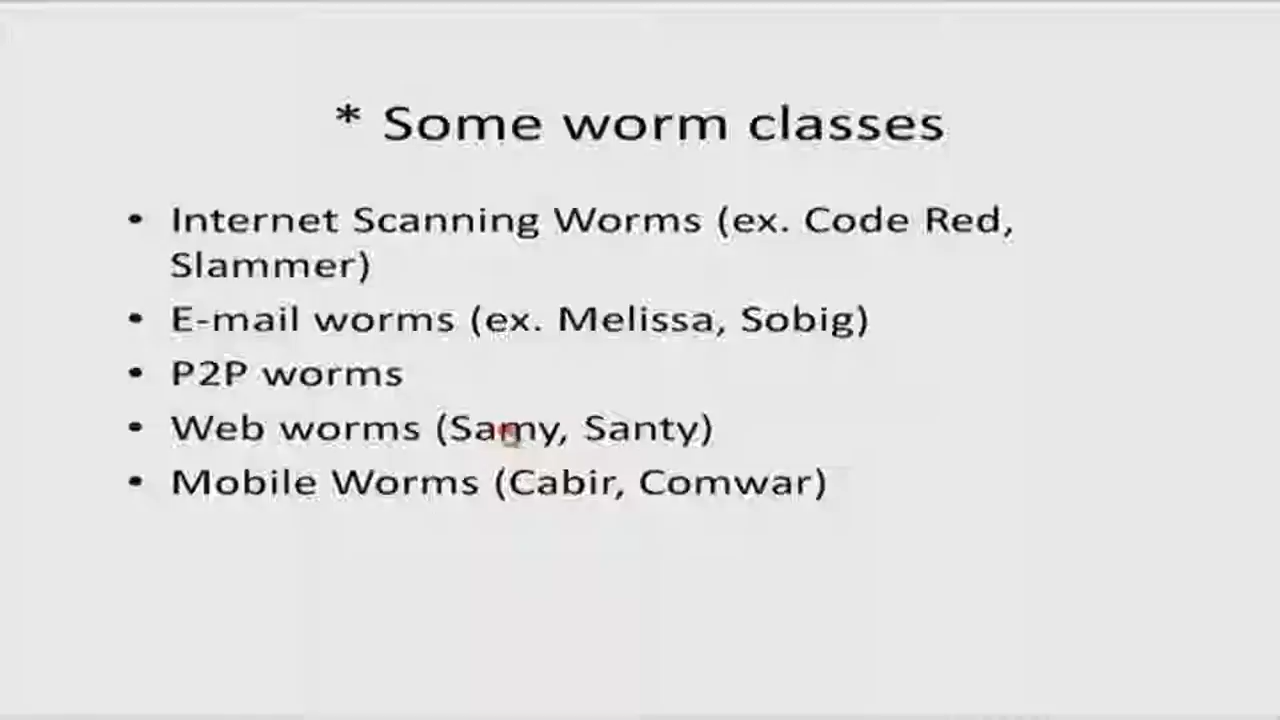 * Some worm classes
• Internet Scanning Worms (ex. Code Red,
Slammer)
• E-mail worms (ex. Melissa, Sobig)
• P2P worms
• Web worms (Samy, Santy)
• Mobile Worms (Cabir, Comwar)